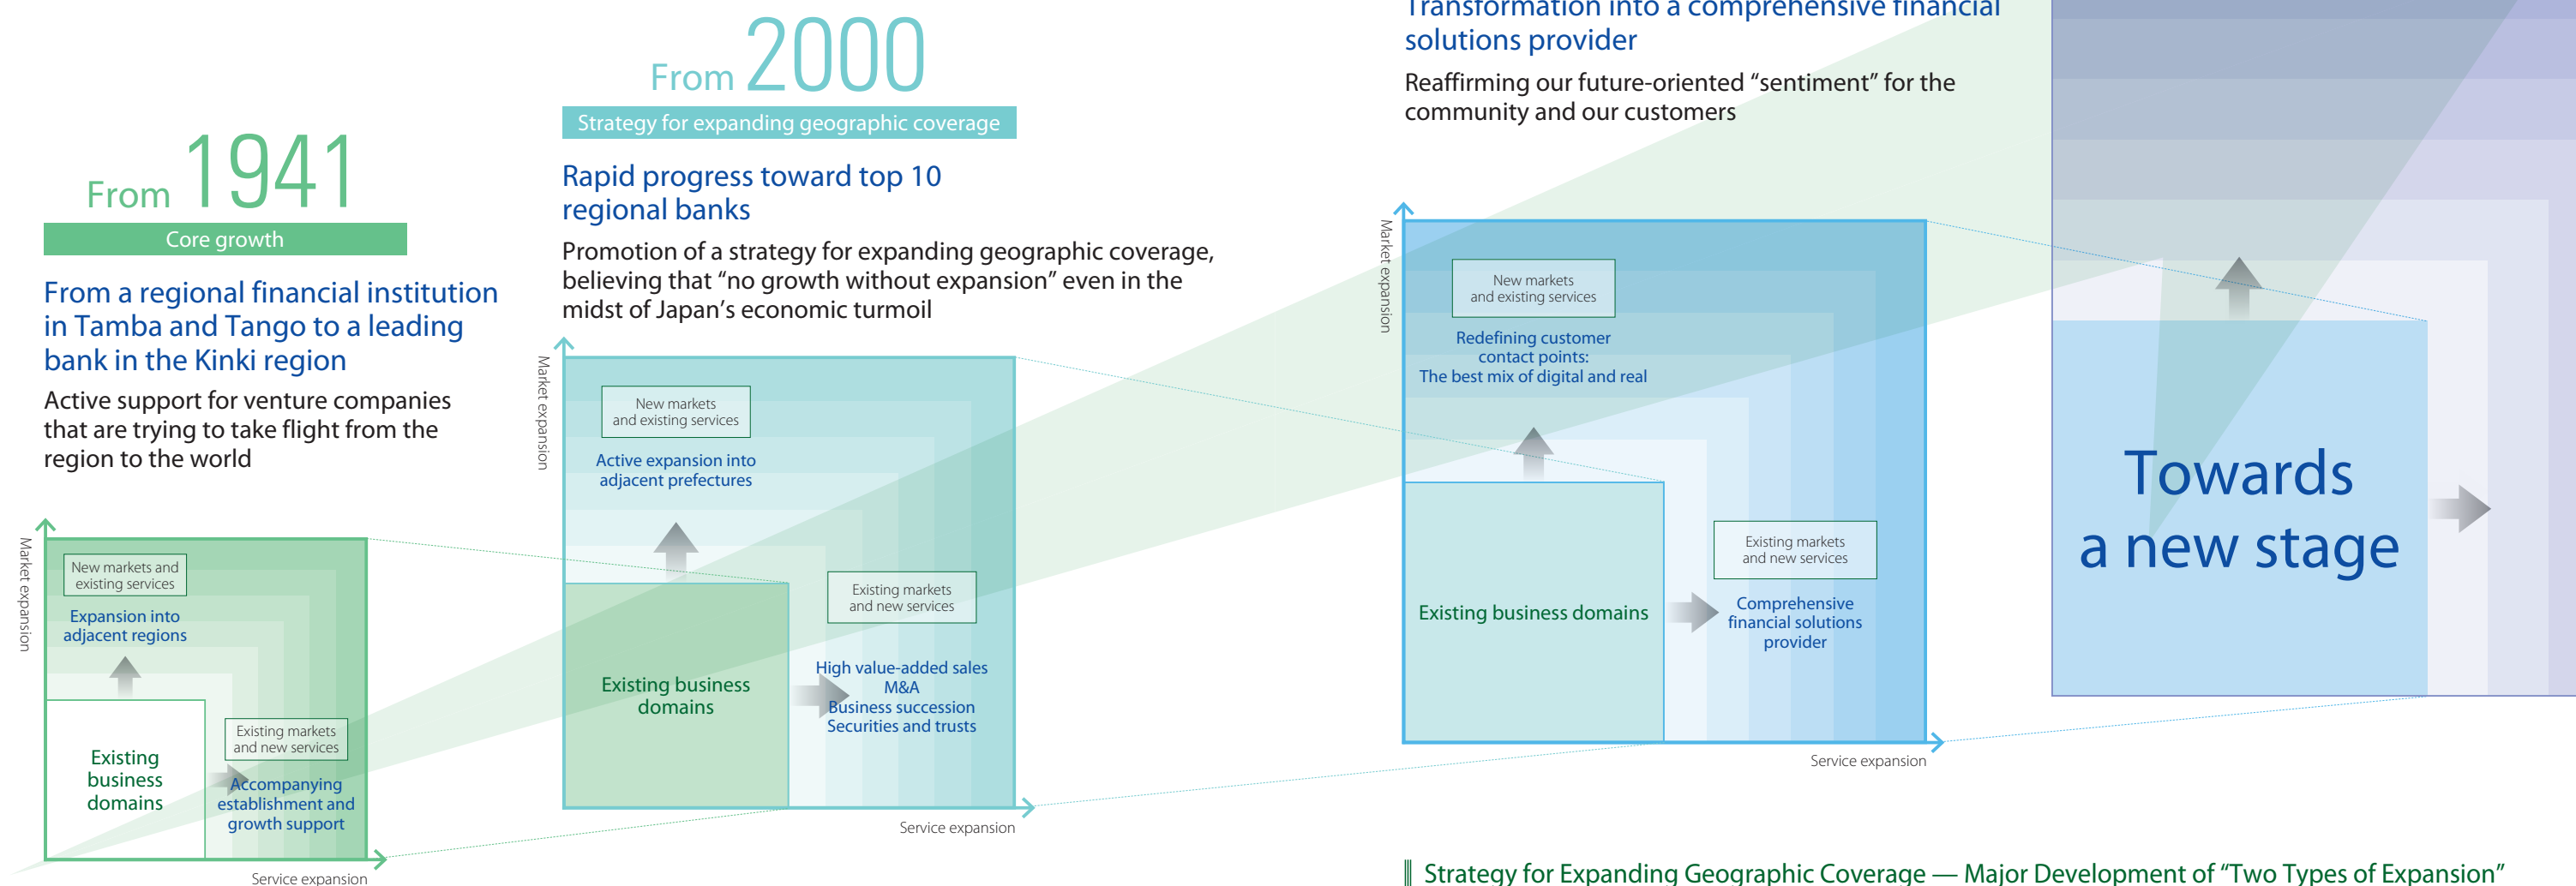 From 1941
Core growth
From a regional financial institution
in Tamba and Tango to a leading
bank in the Kinki region
Active support for venture companies
that are trying to take flight from the
region to the world
Market expansion
New markets and
existing services
Expansion into
adjacent regions
Existing
business
domains
Existing markets
and new services
Accompanying
establishment and
growth support
Service expansion
From 2000
Strategy for expanding geographic coverage
Rapid progress toward top 10
regional banks
Promotion of a strategy for expanding geographic coverage,
believing that “no growth without expansion” even in the
midst of Japan’s economic turmoil
Market expansion
New markets
and existing services
Active expansion into
adjacent prefectures
Existing business
domains
Existing markets
and new services
High value-added sales
M&A
Business succession
Securities and trusts
Service expansion
Transformation into a comprehensive financial
solutions provider
Reaffirming our future-oriented “sentiment” for the
community and our customers
Market expansion
New markets
and existing services
Redefining customer
contact points:
The best mix of digital and real
Existing business domains
Existing markets
and new services
Comprehensive
financial solutions
provider
Service expansion
Towards
a new stage
Strategy for Expanding Geographic Coverage — Major Development of “Two Types of Expansion”